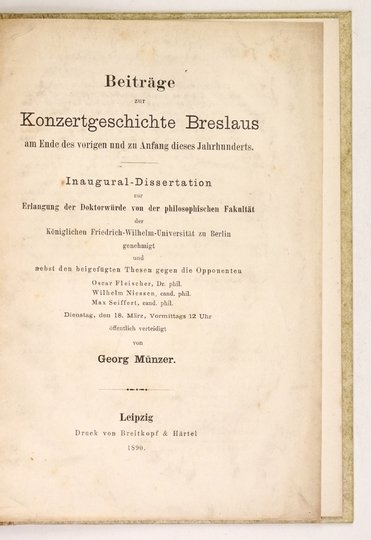 Beiträge
zur
Konzertgeschichte Breslaus
am Ende des vorigen und zu Anfang dieses Jahrhunderts.
Inaugural-Dissertation
zur
Erlangung der Doktorwürde von der philosophischen Fakultät
der
Königlichen Friedrich-Wilhelm-Universität zu Berlin
genehmigt
und
nebst den beigefügten Thesen gegen die Opponenten
Oscar Fleischer, Dr. phil.
Wilhelm Niessen, cand. phil.
Max Seiffert, cand. phil.
Dienstag, den 18. März, Vormittags 12 Uhr
öffentlich verteidigt
von
Georg Münzer.
Leipzig
Druck von Breitkopf & Härtel
1890.